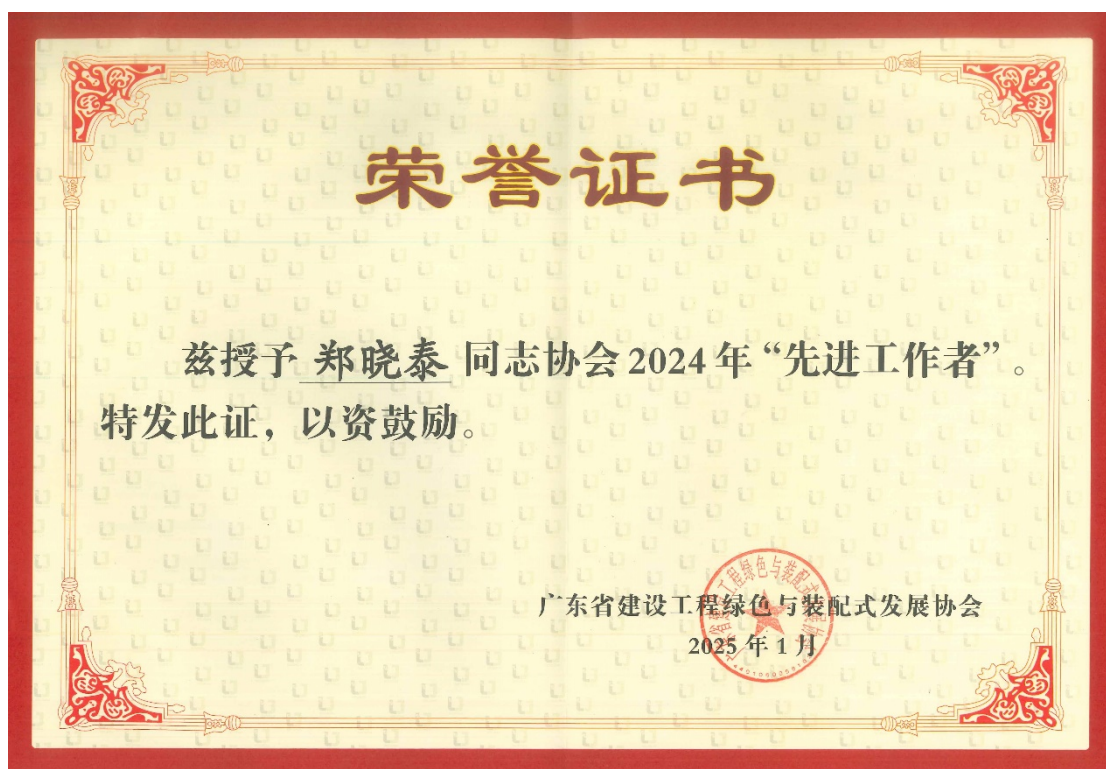 荣誉证书
兹授予 郑晓泰 同志协会2024年“先进工作者”。
特发此证，以资鼓励。
广东省建设工程绿色与装配式发展协会
2025年1月